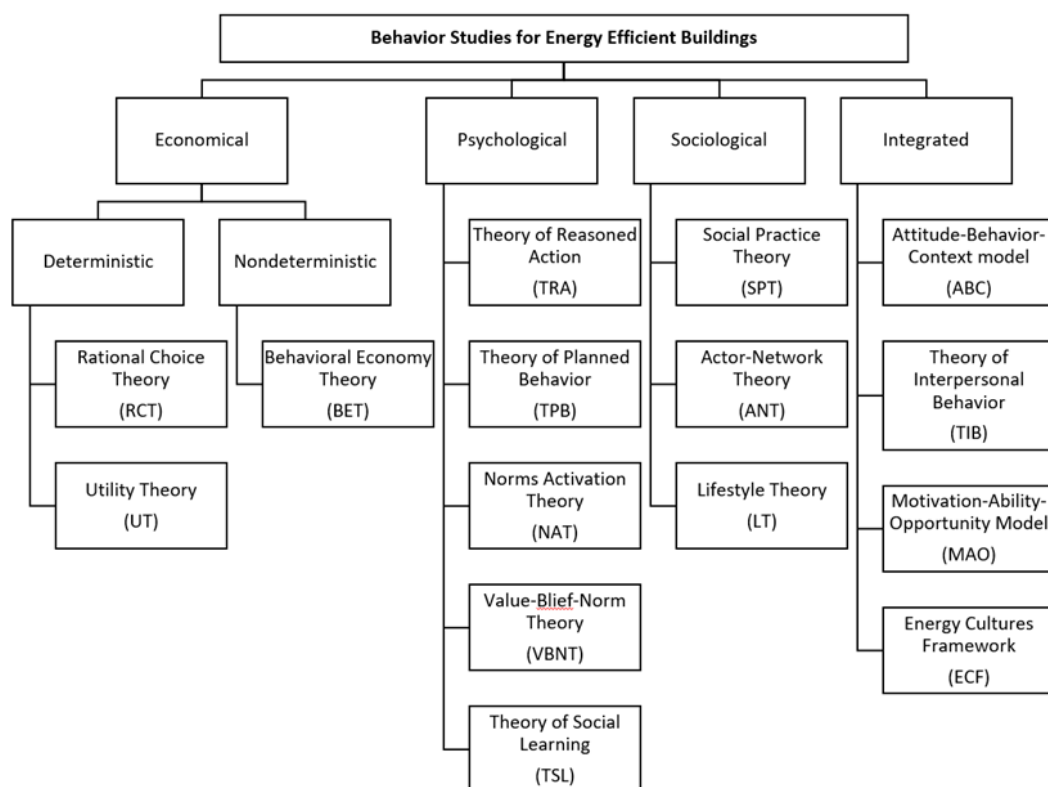 Behavior Studies for Energy Efficient Buildings
Economical
Psychological
Sociological
Integrated
Deterministic
Nondeterministic
Rational Choice
Theory
(RCT)
Utility Theory
(UT)
Behavioral Economy
Theory
(BET)
Theory of Reasoned
Action
(TRA)
Theory of Planned
Behavior
(TPB)
Norms Activation
Theory
(NAT)
Value-Blief-Norm
Theory
(VBNT)
Theory of Social
Learning
(TSL)
Social Practice
Theory
(SPT)
Actor-Network
Theory
(ANT)
Lifestyle Theory
(LT)
Attitude-Behavior-
Context model
(ABC)
Theory of
Interpersonal
Behavior
(TIB)
Motivation-Ability-
Opportunity Model
(MAO)
Energy Cultures
Framework
(ECF)